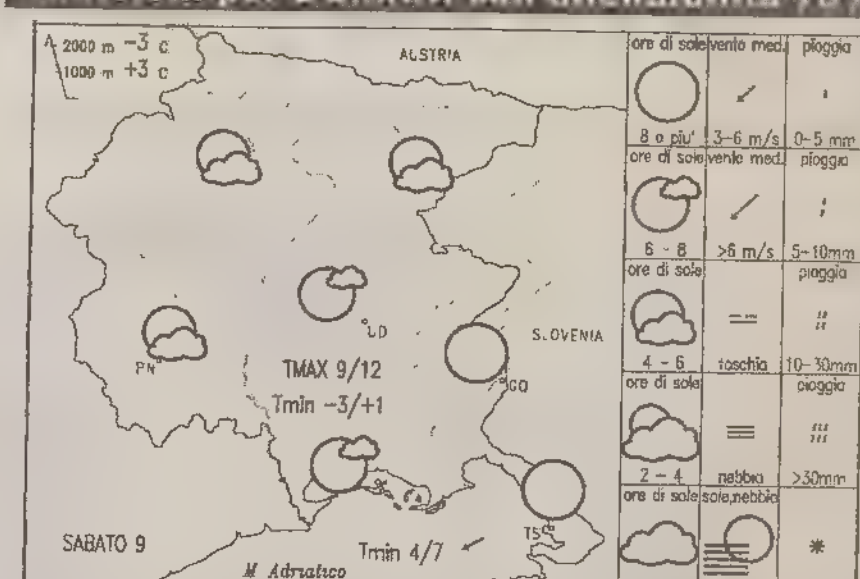 2000 m -3 c
1000 m +3 c
AUSTRIA
UD
SLOVENIA
PN
TMAX 9/12
GO
Tmin -3/+1
SABATO 9
TS
Tmin 4/7
M. Adriatico
ore di sole vento med. pioggia
8 o piu' 3-6 m/s 0-5 mm
ore di sole vento med. pioggia
6 - 8 >6 m/s 5-10mm
ore di sole pioggia
4 - 6 foschia 10-30mm
ore di sole pioggia
2 - 4 nebbia >30mm
ore di sole sole,nebbia